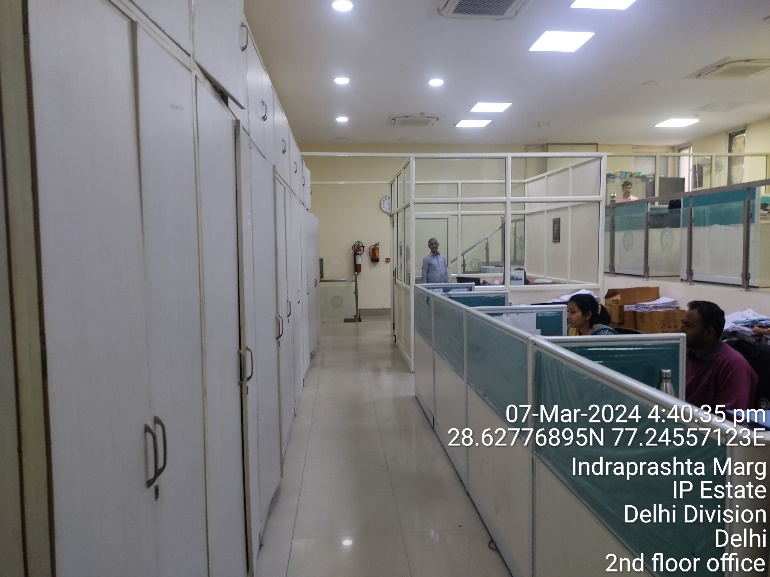 07-Mar-2024 4:40:35 pm
28.62776895N 77.24557123E
Indraprashta Marg
IP Estate
Delhi Division
Delhi
2nd floor office